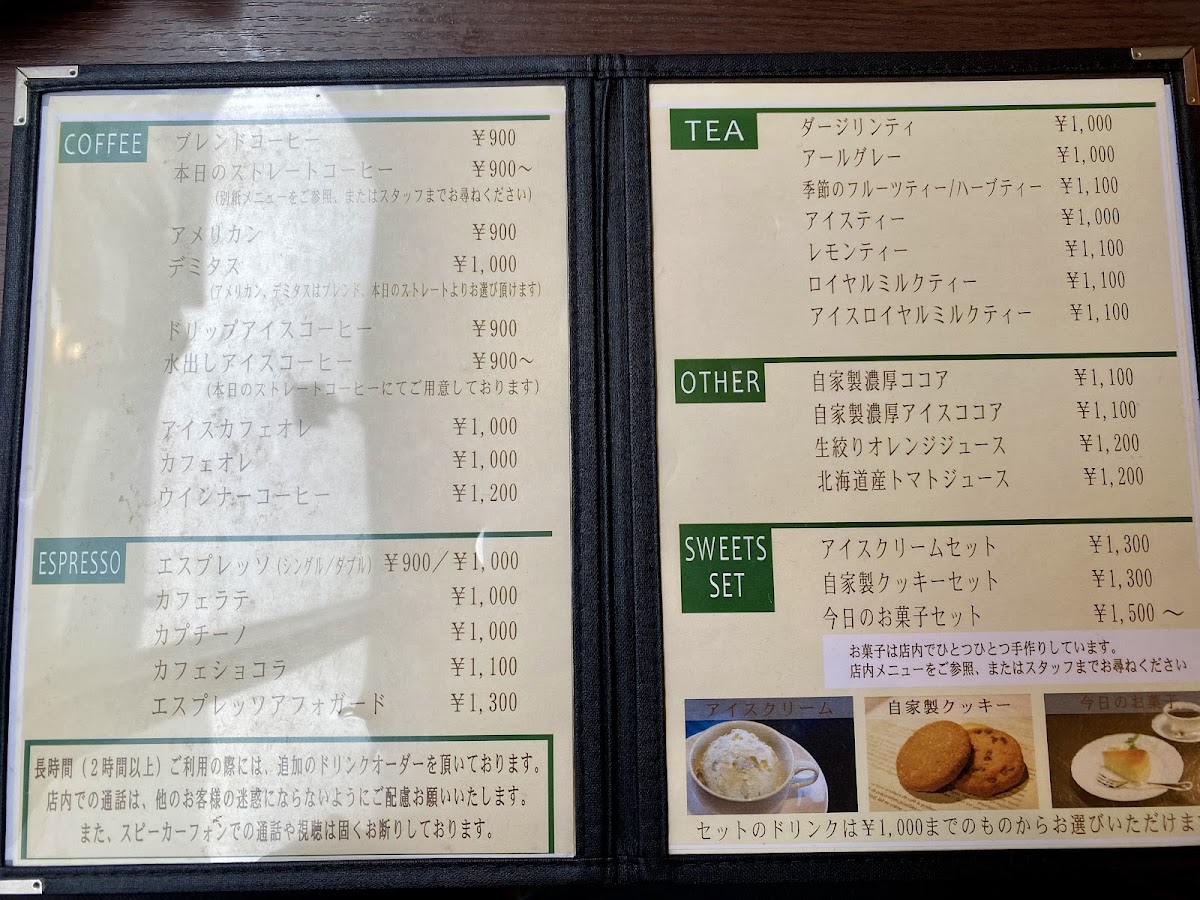 COFFEE
ブレンドコーヒー ¥900
本日のストレートコーヒー ¥900～
(別紙メニューをご参照、またはスタッフまでお尋ねください)
アメリカン ¥900
デミタス ¥1,000
(アメリカン、デミタスはブレンド、本日のストレートよりお選び頂けます)
ドリップアイスコーヒー ¥900
水出しアイスコーヒー ¥900～
(本日のストレートコーヒーにてご用意しております)
アイスカフェオレ ¥1,000
カフェオレ ¥1,000
ウインナーコーヒー ¥1,200
ESPRESSO
エスプレッソ(シングル/ダブル) ¥900/¥1,000
カフェラテ ¥1,000
カプチーノ ¥1,000
カフェショコラ ¥1,100
エスプレッソアフォガード ¥1,300
長時間(2時間以上)ご利用の際には、追加のドリンクオーダーを頂いております。
店内での通話は、他のお客様の迷惑にならないようにご配慮お願いいたします。
また、スピーカーフォンでの通話や視聴は固くお断りしております。
TEA
ダージリンティ ¥1,000
アールグレー ¥1,000
季節のフルーツティー/ハーブティー ¥1,100
アイスティー ¥1,000
レモンティー ¥1,100
ロイヤルミルクティー ¥1,100
アイスロイヤルミルクティー ¥1,100
OTHER
自家製濃厚ココア ¥1,100
自家製濃厚アイスココア ¥1,100
生絞りオレンジジュース ¥1,200
北海道産トマトジュース ¥1,200
SWEETS
SET
アイスクリームセット ¥1,300
自家製クッキーセット ¥1,300
今日のお菓子セット ¥1,500～
お菓子は店内でひとつひとつ手作りしています。
店内メニューをご参照、またはスタッフまでお尋ねください
アイスクリーム
自家製クッキー
今日のお菓子
セットのドリンクは¥1,000までのものからお選びいただけます